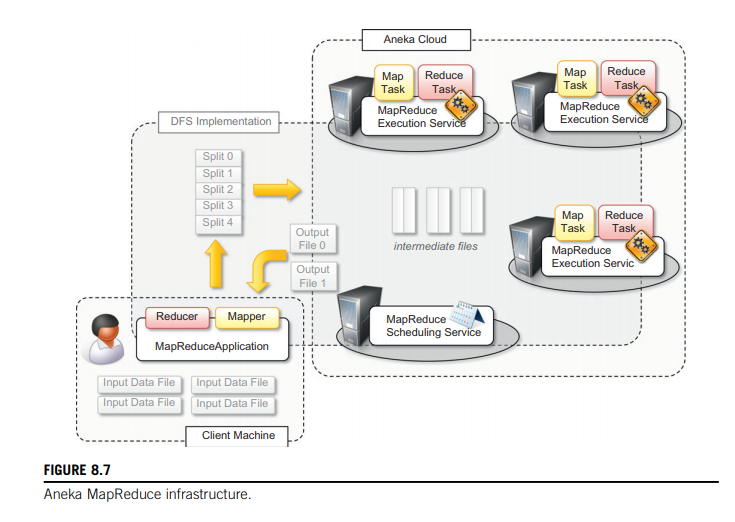 Aneka Cloud
Map
Task
Reduce
Task
MapReduce
Execution Service
Map
Task
Reduce
Task
MapReduce
Execution Service
DFS Implementation
Split 0
Split 1
Split 2
Split 3
Split 4
Output
File 0
Output
File 1
intermediate files
Map
Task
Reduce
Task
MapReduce
Execution Servic
MapReduce
Scheduling Service
Reducer
Mapper
MapReduceApplication
Input Data File
Input Data File
Input Data File
Input Data File
Client Machine
FIGURE 8.7
Aneka MapReduce infrastructure.